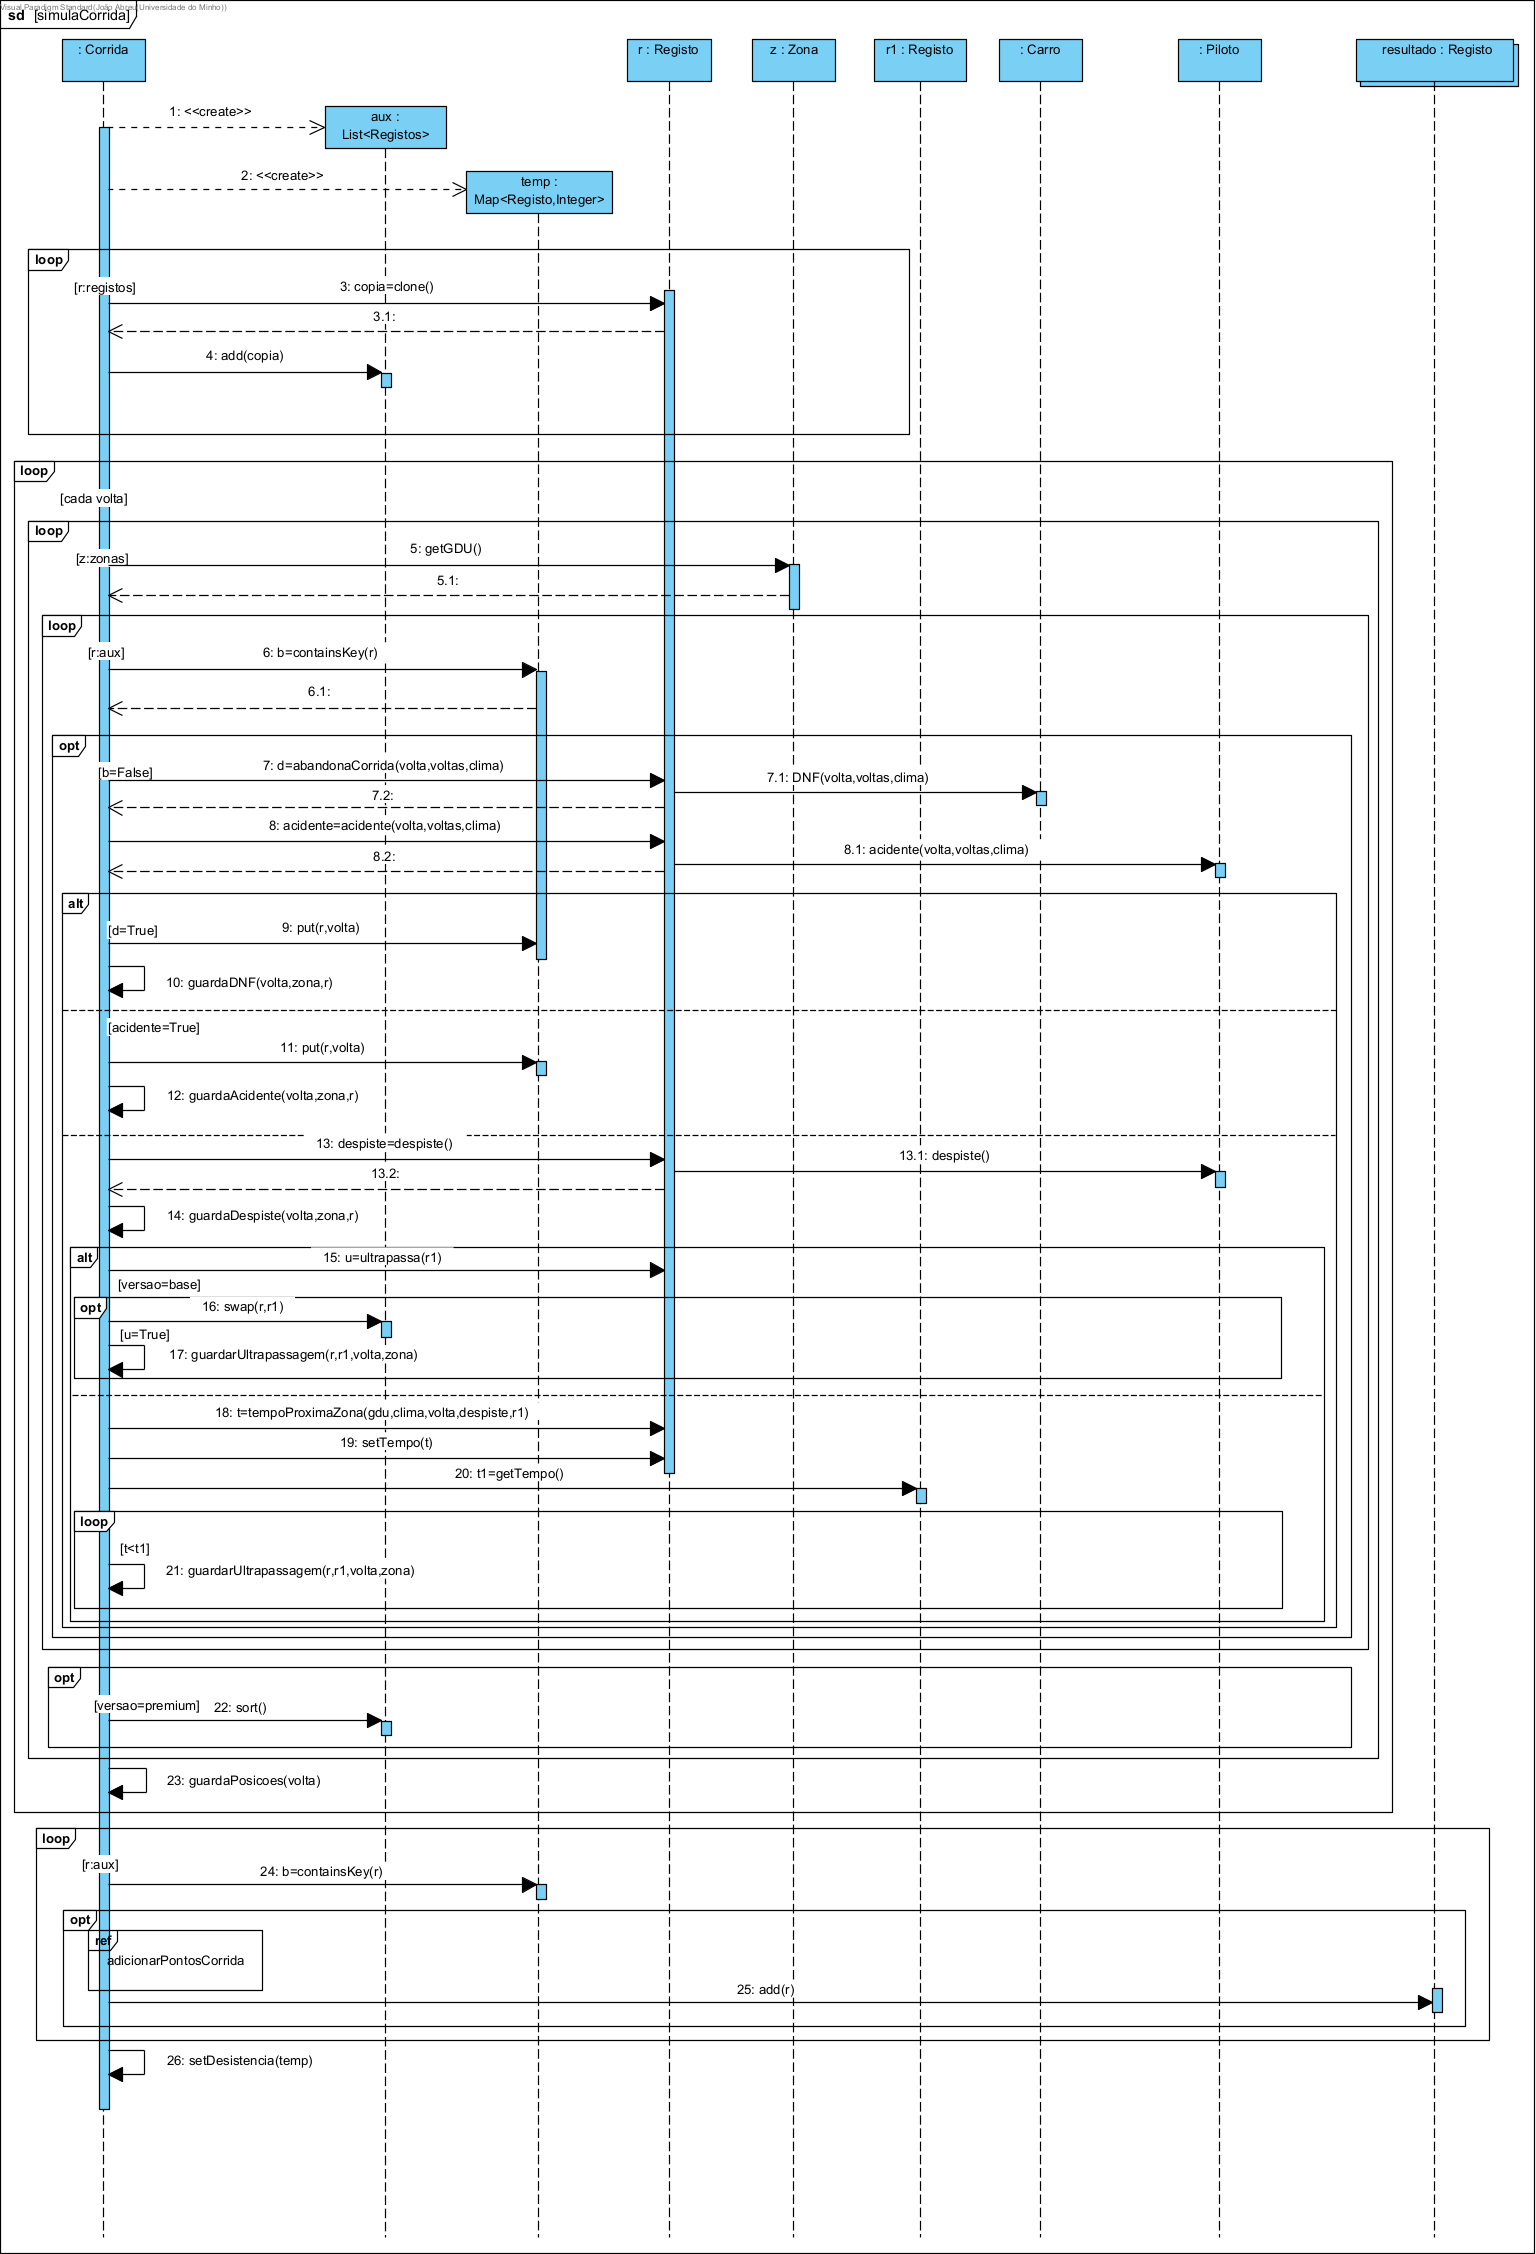 Visual Paradigm Standard(João Abreu(Universidade do Minho))
sd [simulaCorrida]
: Corrida
r : Registo
z : Zona
r1 : Registo
: Carro
: Piloto
resultado : Registo
1: <<create>>
aux :
List<Registos>
2: <<create>>
temp :
Map<Registo,Integer>
loop
[r:registos]
3: copia=clone()
3.1:
4: add(copia)
loop
[cada volta]
loop
[z:zonas]
5: getGDU()
5.1:
loop
[r:aux]
6: b=containsKey(r)
6.1:
opt
[b=False]
7: d=abandonaCorrida(volta,voltas,clima)
7.1: DNF(volta,voltas,clima)
7.2:
8: acidente=acidente(volta,voltas,clima)
8.1: acidente(volta,voltas,clima)
8.2:
alt
[d=True]
9: put(r,volta)
10: guardaDNF(volta,zona,r)
[acidente=True]
11: put(r,volta)
12: guardaAcidente(volta,zona,r)
13: despiste=despiste()
13.1: despiste()
13.2:
14: guardaDespiste(volta,zona,r)
alt
15: u=ultrapassa(r1)
[versao=base]
opt
16: swap(r,r1)
[u=True]
17: guardarUltrapassagem(r,r1,volta,zona)
18: t=tempoProximaZona(gdu,clima,volta,despiste,r1)
19: setTempo(t)
20: t1=getTempo()
loop
[t<t1]
21: guardarUltrapassagem(r,r1,volta,zona)
opt
[versao=premium]
22: sort()
23: guardaPosicoes(volta)
loop
[r:aux]
24: b=containsKey(r)
opt
ref
adicionarPontosCorrida
25: add(r)
26: setDesistencia(temp)